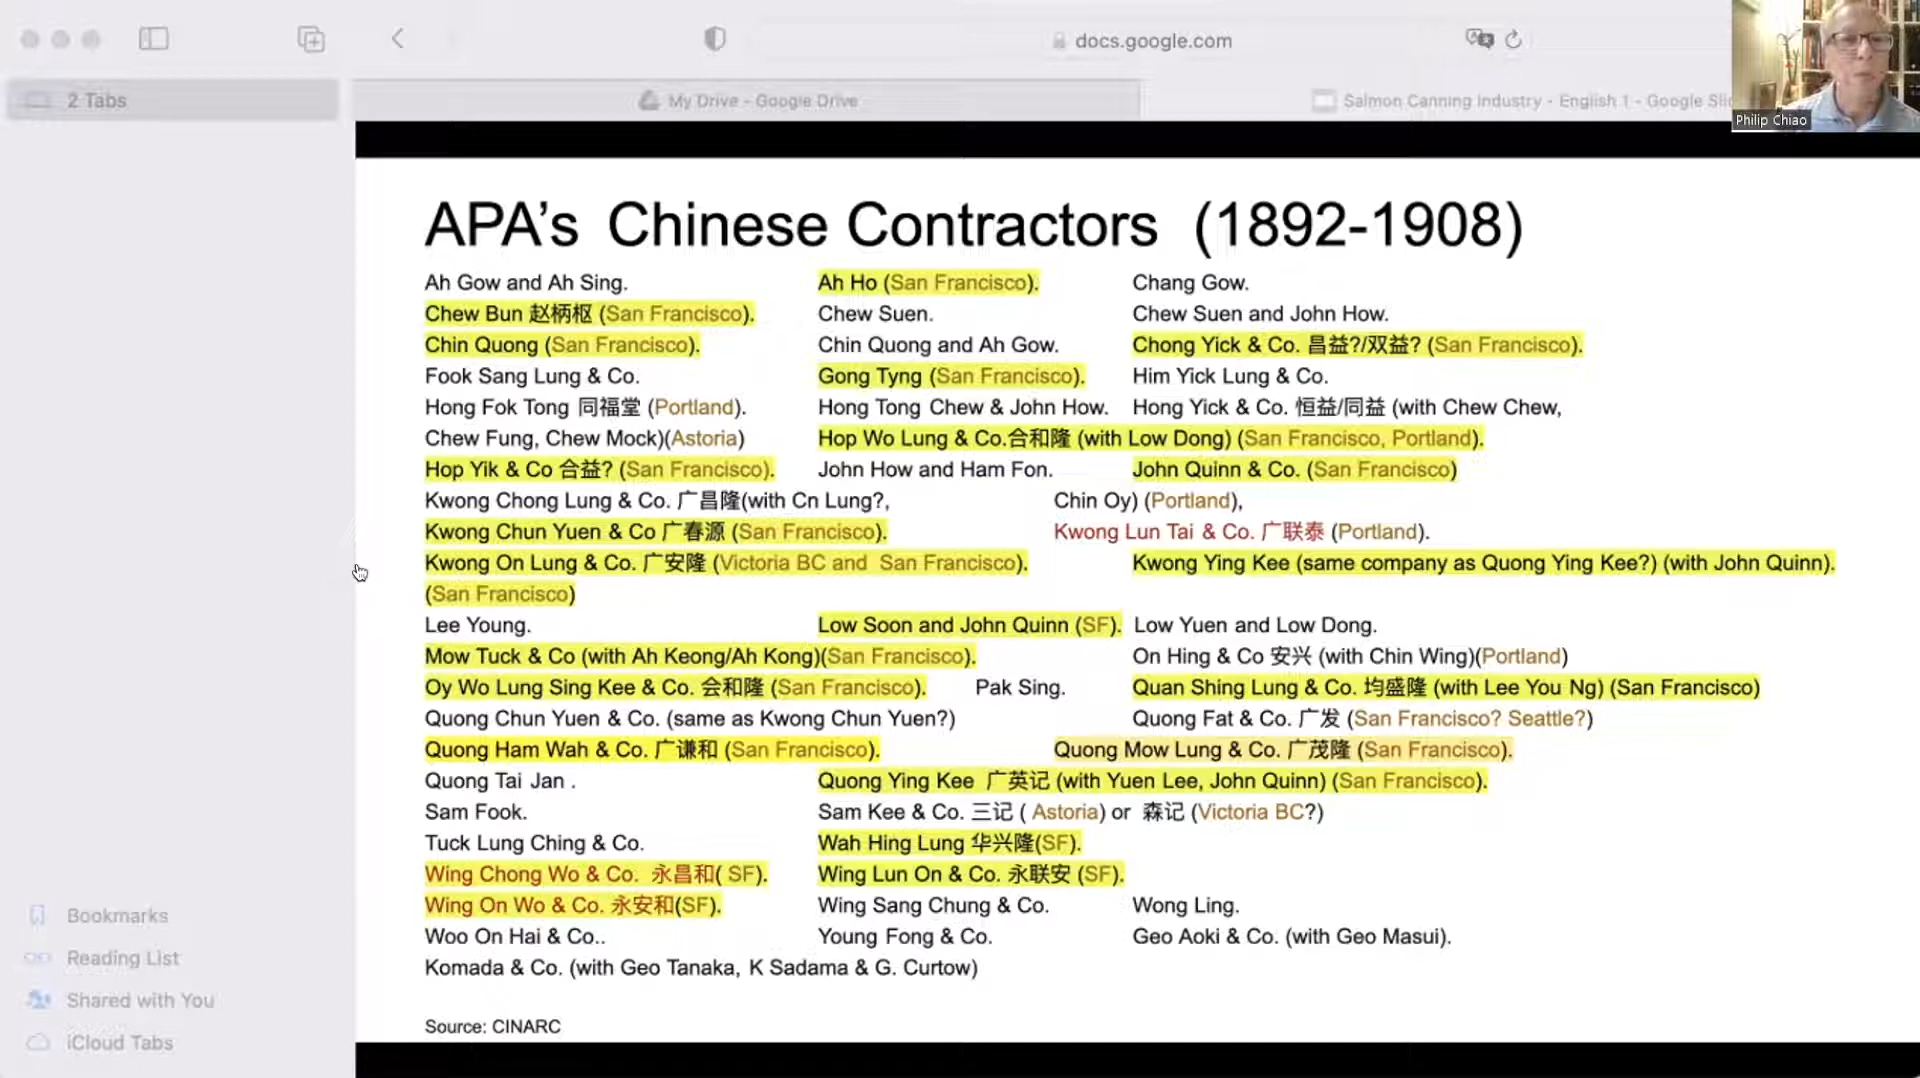 2 Tabs
docs.google.com
My Drive - Google Drive
Salmon Canning Industry - English 1 - Google
Philip Chiao
APA's Chinese Contractors (1892-1908)
Ah Gow and Ah Sing. Ah Ho (San Francisco). Chang Gow.
Chew Bun 赵柄枢 (San Francisco). Chew Suen. Chew Suen and John How.
Chin Quong (San Francisco). Chin Quong and Ah Gow. Chong Yick & Co. 昌益?/双益? (San Francisco).
Fook Sang Lung & Co. Gong Tyng (San Francisco). Him Yick Lung & Co.
Hong Fok Tong 同福堂 (Portland). Hong Tong Chew & John How. Hong Yick & Co. 恒益/同益 (with Chew Chew,
Chew Fung, Chew Mock)(Astoria) Hop Wo Lung & Co.合和隆 (with Low Dong) (San Francisco, Portland).
Hop Yik & Co 合益? (San Francisco). John How and Ham Fon. John Quinn & Co. (San Francisco)
Kwong Chong Lung & Co. 广昌隆(with Cn Lung?, Chin Oy) (Portland),
Kwong Chun Yuen & Co 广春源 (San Francisco). Kwong Lun Tai & Co. 广联泰 (Portland).
Kwong On Lung & Co. 广安隆 (Victoria BC and San Francisco). Kwong Ying Kee (same company as Quong Ying Kee?) (with John Quinn).
(San Francisco)
Lee Young. Low Soon and John Quinn (SF). Low Yuen and Low Dong.
Mow Tuck & Co (with Ah Keong/Ah Kong)(San Francisco). On Hing & Co 安兴 (with Chin Wing)(Portland)
Oy Wo Lung Sing Kee & Co. 会和隆 (San Francisco). Pak Sing. Quan Shing Lung & Co. 均盛隆 (with Lee You Ng) (San Francisco)
Quong Chun Yuen & Co. (same as Kwong Chun Yuen?) Quong Fat & Co. 广发 (San Francisco? Seattle?)
Quong Ham Wah & Co. 广谦和 (San Francisco). Quong Mow Lung & Co. 广茂隆 (San Francisco).
Quong Tai Jan . Quong Ying Kee 广英记 (with Yuen Lee, John Quinn) (San Francisco).
Sam Fook. Sam Kee & Co. 三记 ( Astoria) or 森记 (Victoria BC?)
Tuck Lung Ching & Co. Wah Hing Lung 华兴隆(SF).
Wing Chong Wo & Co. 永昌和( SF). Wing Lun On & Co. 永联安 (SF).
Wing On Wo & Co. 永安和(SF). Wing Sang Chung & Co. Wong Ling.
Woo On Hai & Co.. Young Fong & Co. Geo Aoki & Co. (with Geo Masui).
Komada & Co. (with Geo Tanaka, K Sadama & G. Curtow)
Source: CINARC
Bookmarks
Reading List
Shared with You
iCloud Tabs